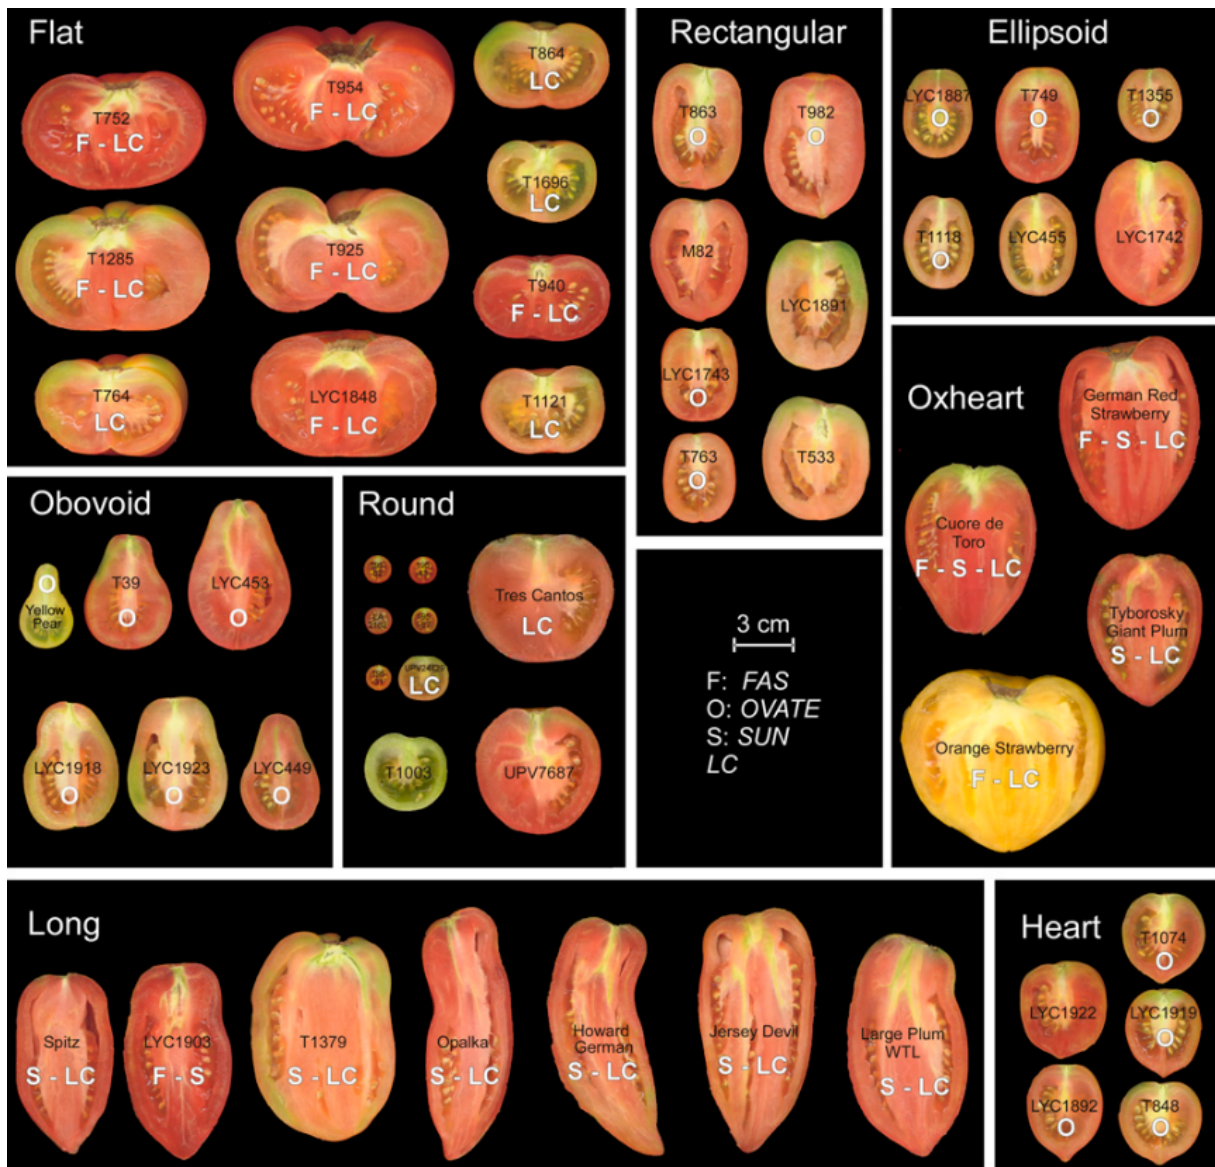 Flat
T752
F - LC
T954
F - LC
T864
LC
T1285
F - LC
T925
F - LC
T1696
LC
T940
F - LC
T764
LC
LYC1848
F - LC
T1121
LC
Rectangular
T863
O
T982
O
M82
LYC1891
LYC1743
O
T763
O
T533
Ellipsoid
LYC1887
O
T749
O
T1355
O
T1118
O
LYC455
LYC1742
Obovoid
O
Yellow
Pear
T39
O
LYC453
O
LYC1918
O
LYC1923
O
LYC449
O
Round
Tres Cantos
LC
LC
T1003
UPV7687
3 cm
F: FAS
O: OVATE
S: SUN
LC
Oxheart
German Red
Strawberry
F - S - LC
Cuore de
Toro
F - S - LC
Tyborosky
Giant Plum
S - LC
Orange Strawberry
F - LC
Long
Spitz
S - LC
LYC1903
F - S
T1379
S - LC
Opalka
S - LC
Howard
German
S - LC
Jersey Devil
S - LC
Large Plum
WTL
S - LC
Heart
T1074
O
LYC1922
LYC1919
O
LYC1892
O
T848
O